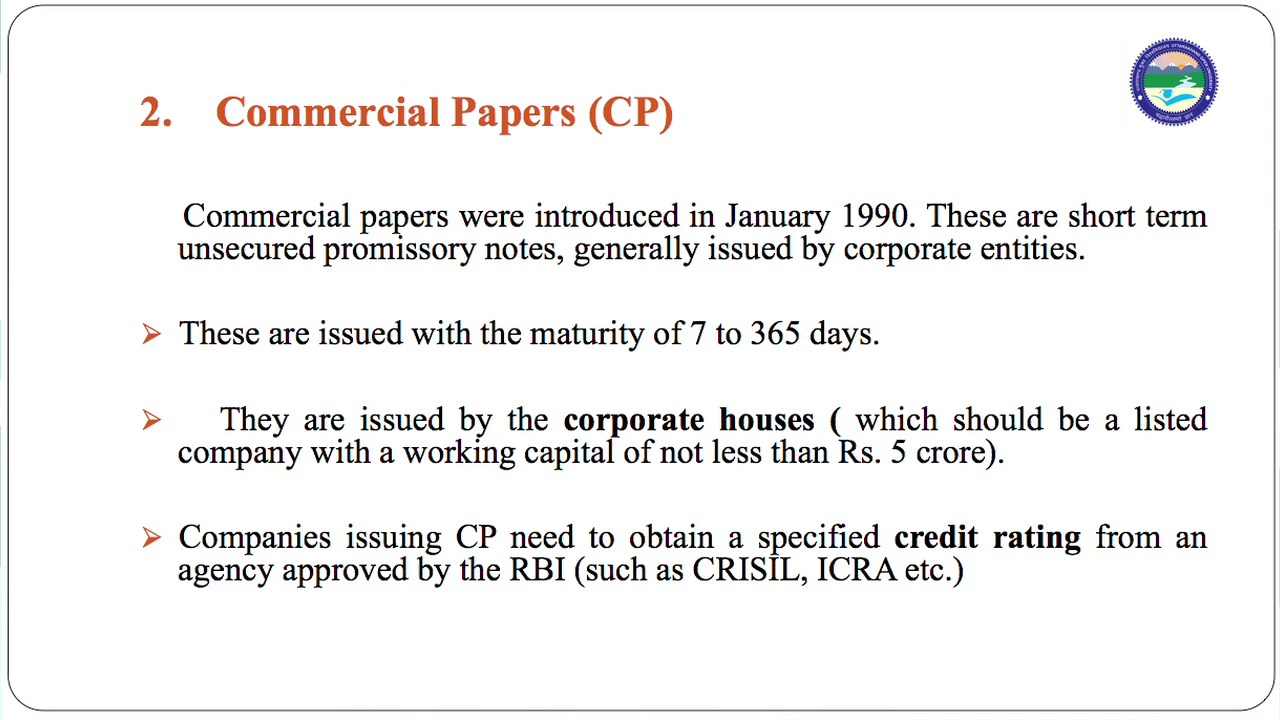 2. Commercial Papers (CP)
Commercial papers were introduced in January 1990. These are short term
unsecured promissory notes, generally issued by corporate entities.
These are issued with the maturity of 7 to 365 days.
They are issued by the corporate houses ( which should be a listed
company with a working capital of not less than Rs. 5 crore).
Companies issuing CP need to obtain a specified credit rating from an
agency approved by the RBI (such as CRISIL, ICRA etc.)